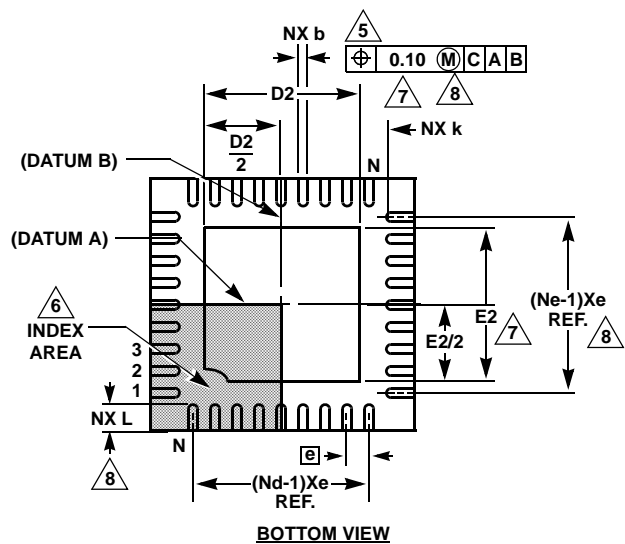 NX b
5
⌖ 0.10 Ⓜ C A B
7
8
D2
D2
2
NX k
(DATUM B)
N
(DATUM A)
6
INDEX
AREA
3
2
1
E2/2
E2
7
(Ne-1)Xe
REF.
8
NX L
8
N
e
(Nd-1)Xe
REF.
BOTTOM VIEW